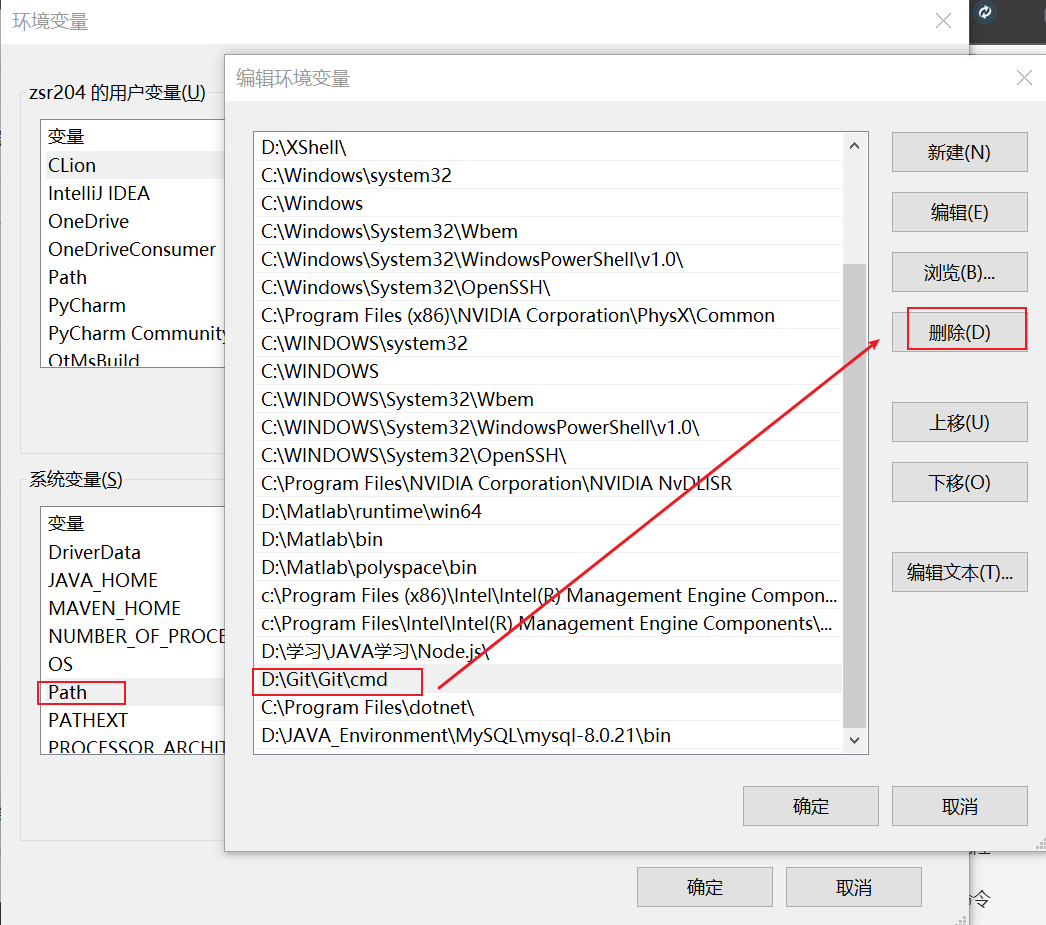 环境变量
编辑环境变量
zsr204 的用户变量(U)
变量
CLion
IntelliJ IDEA
OneDrive
OneDriveConsumer
Path
PyCharm
PyCharm Community
QtMsBuild
系统变量(S)
变量
DriverData
JAVA_HOME
MAVEN_HOME
NUMBER_OF_PROCE
OS
Path
PATHEXT
PROCESSOR_ARCHIT
D:\XShell\
C:\Windows\system32
C:\Windows
C:\Windows\System32\Wbem
C:\Windows\System32\WindowsPowerShell\v1.0\
C:\Windows\System32\OpenSSH\
C:\Program Files (x86)\NVIDIA Corporation\PhysX\Common
C:\WINDOWS\system32
C:\WINDOWS
C:\WINDOWS\System32\Wbem
C:\WINDOWS\System32\WindowsPowerShell\v1.0\
C:\WINDOWS\System32\OpenSSH\
C:\Program Files\NVIDIA Corporation\NVIDIA NvDLISR
D:\Matlab\runtime\win64
D:\Matlab\bin
D:\Matlab\polyspace\bin
c:\Program Files (x86)\Intel\Intel(R) Management Engine Compon...
c:\Program Files\Intel\Intel(R) Management Engine Components\...
D:\学习\JAVA学习\Node.js\
D:\Git\Git\cmd
C:\Program Files\dotnet\
D:\JAVA_Environment\MySQL\mysql-8.0.21\bin
新建(N)
编辑(E)
浏览(B)...
删除(D)
上移(U)
下移(O)
编辑文本(T)...
确定
取消
确定
取消
令